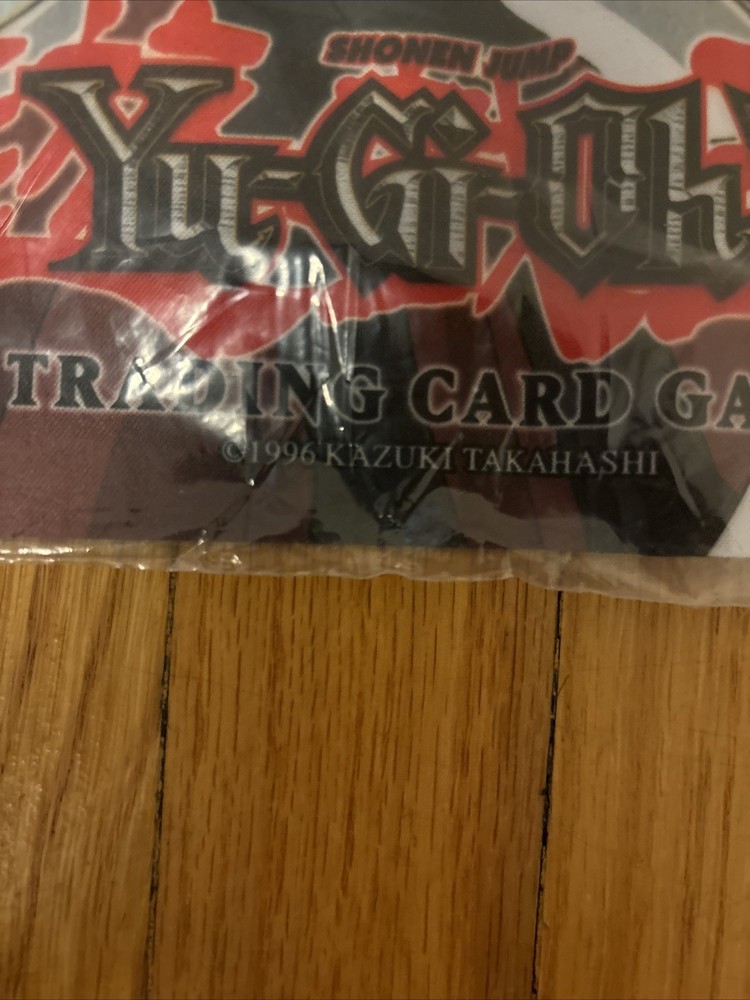 SHONEN JUMP
Yu-Gi-Oh!
TRADING CARD GA
©1996 KAZUKI TAKAHASHI